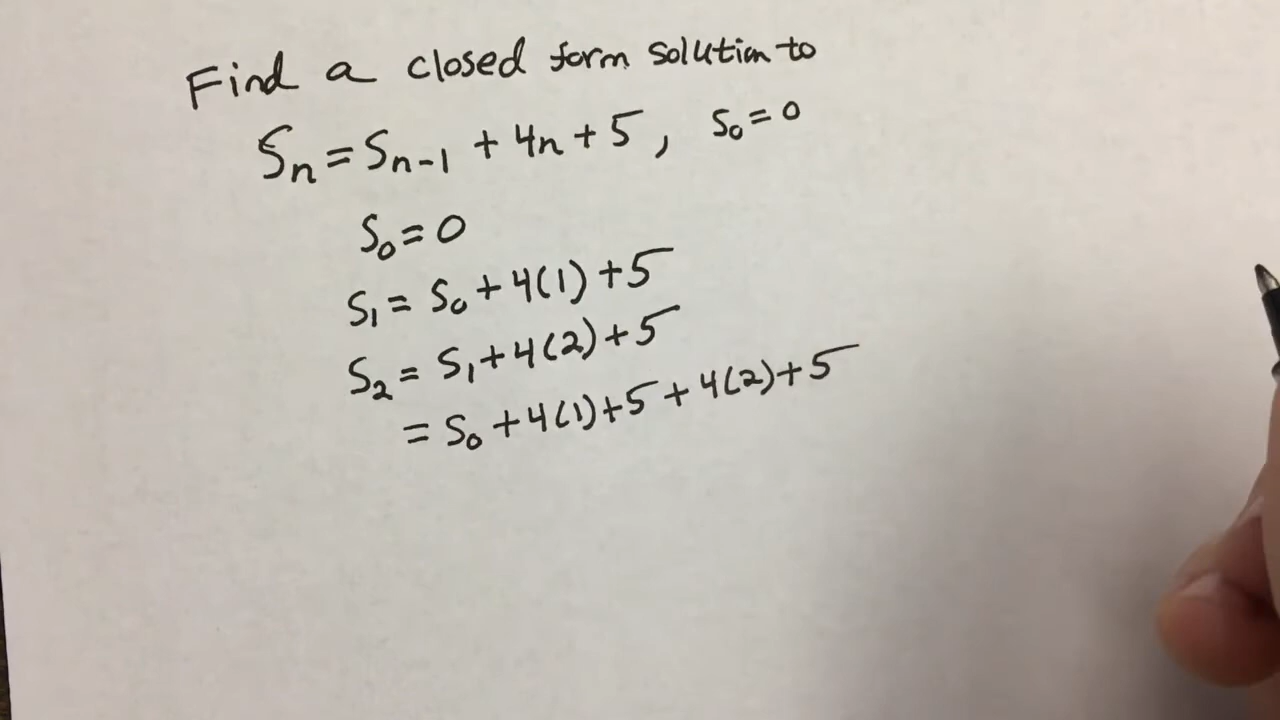 Find a closed form solution to
Sₙ = Sₙ₋₁ + 4n + 5, S₀ = 0
S₀ = 0
S₁ = S₀ + 4(1) + 5
S₂ = S₁ + 4(2) + 5
= S₀ + 4(1) + 5 + 4(2) + 5